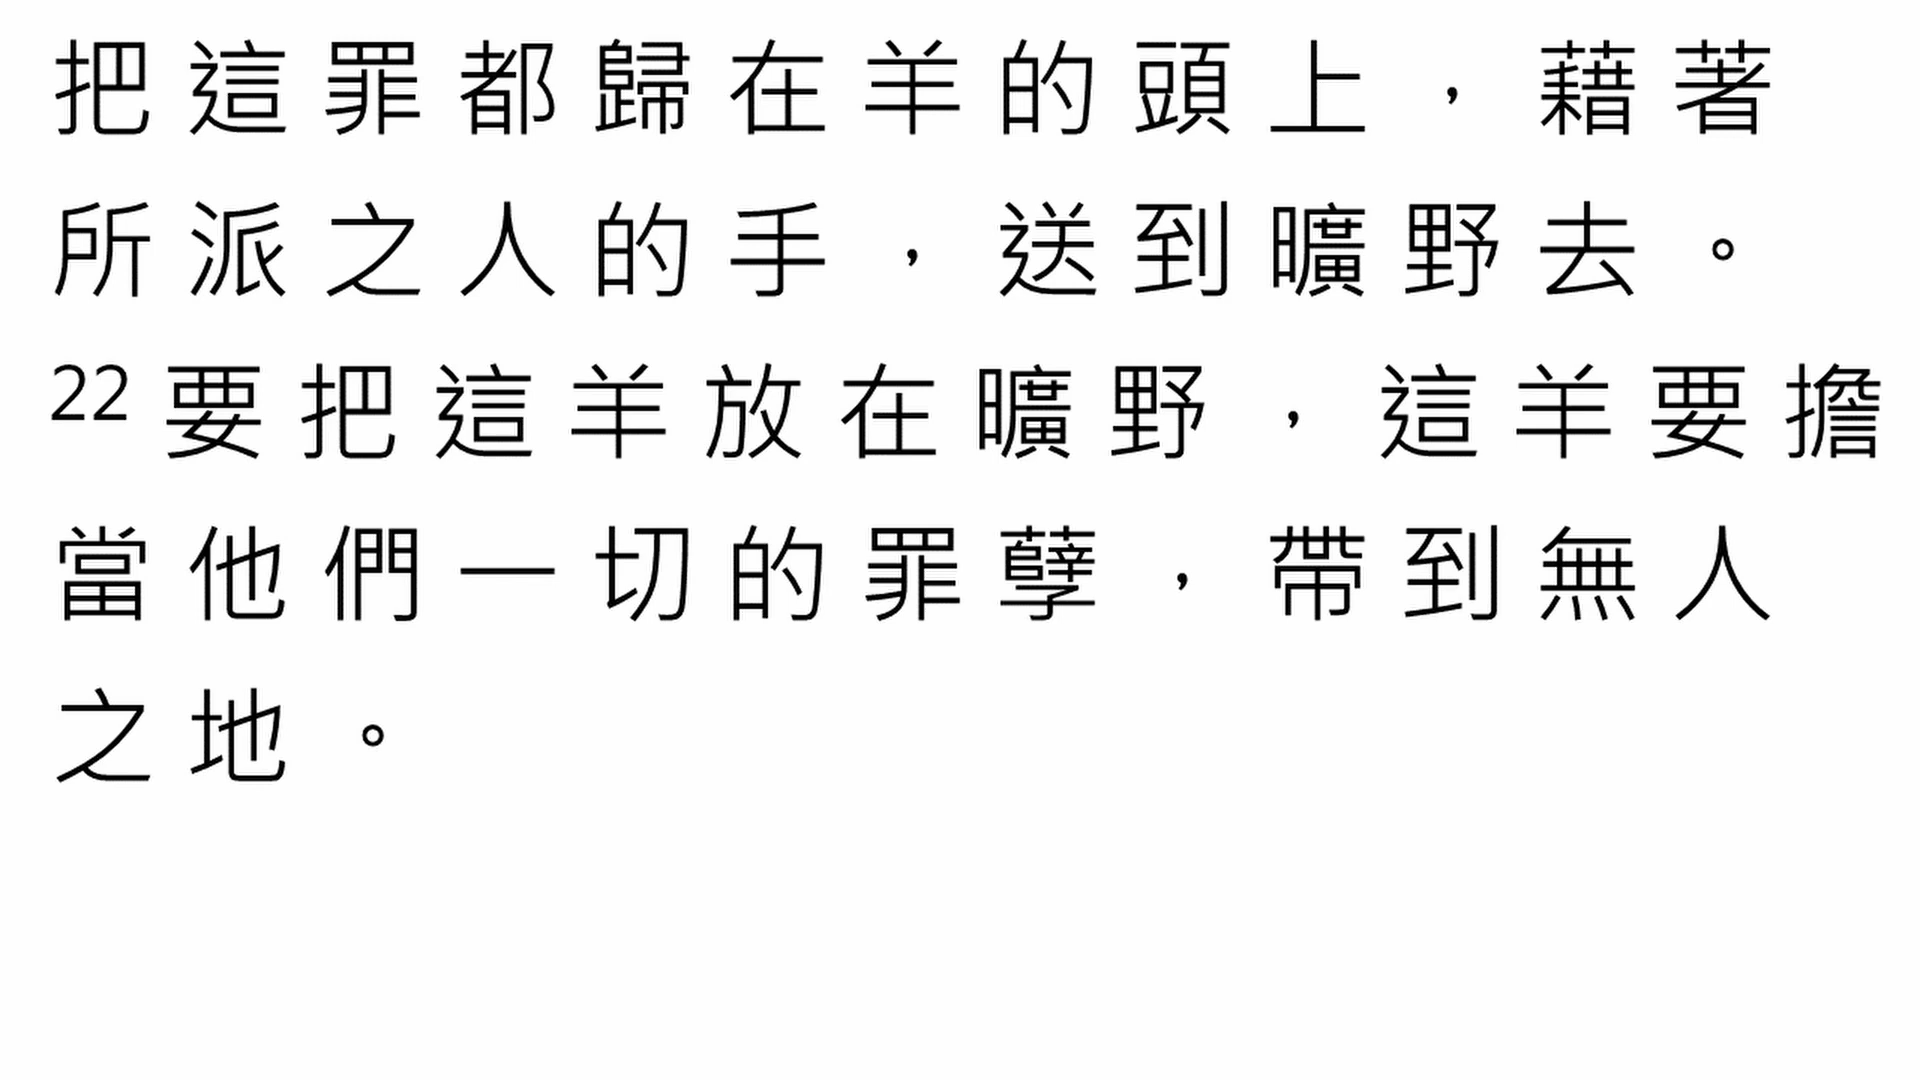 把這罪都歸在羊的頭上，藉著
所派之人的手，送到曠野去。
22 要把這羊放在曠野，這羊要擔
當他們一切的罪孽，帶到無人
之地。